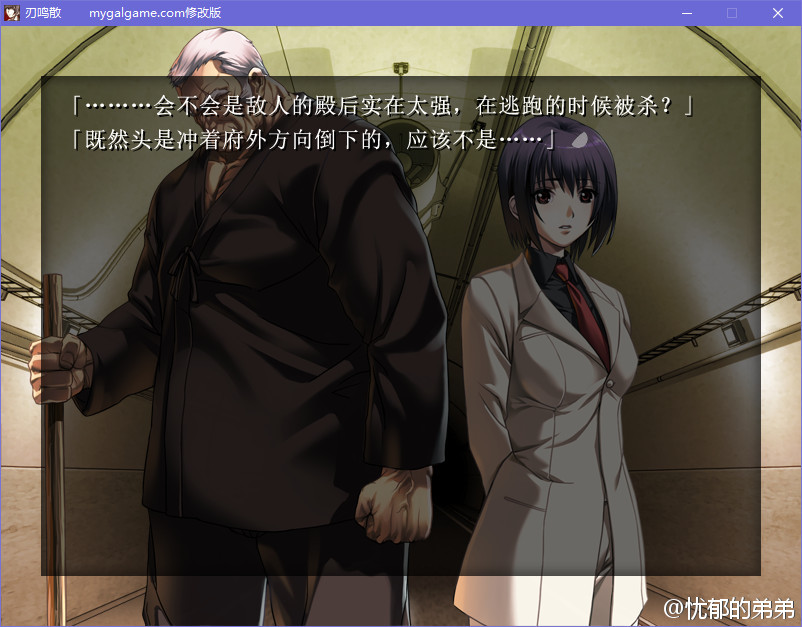 刃鸣散 mygalgame.com修改版
「………会不会是敌人的殿后实在太强，在逃跑的时候被杀？」
「既然头是冲着府外方向倒下的，应该不是……」
@忧郁的弟弟